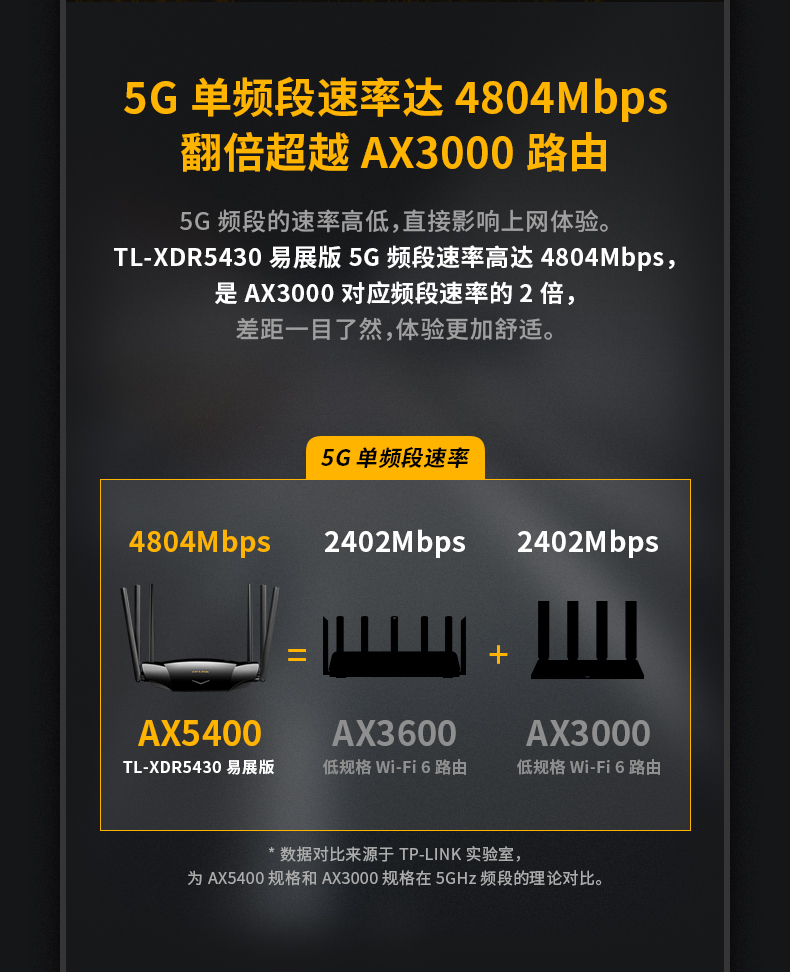 5G 单频段速率达 4804Mbps
翻倍超越 AX3000 路由
5G 频段的速率高低，直接影响上网体验。
TL-XDR5430 易展版 5G 频段速率高达 4804Mbps，
是 AX3000 对应频段速率的 2 倍，
差距一目了然，体验更加舒适。
5G 单频段速率
4804Mbps 2402Mbps 2402Mbps
= +
AX5400 AX3600 AX3000
TL-XDR5430 易展版 低规格 Wi-Fi 6 路由 低规格 Wi-Fi 6 路由
* 数据对比来源于 TP-LINK 实验室，
为 AX5400 规格和 AX3000 规格在 5GHz 频段的理论对比。